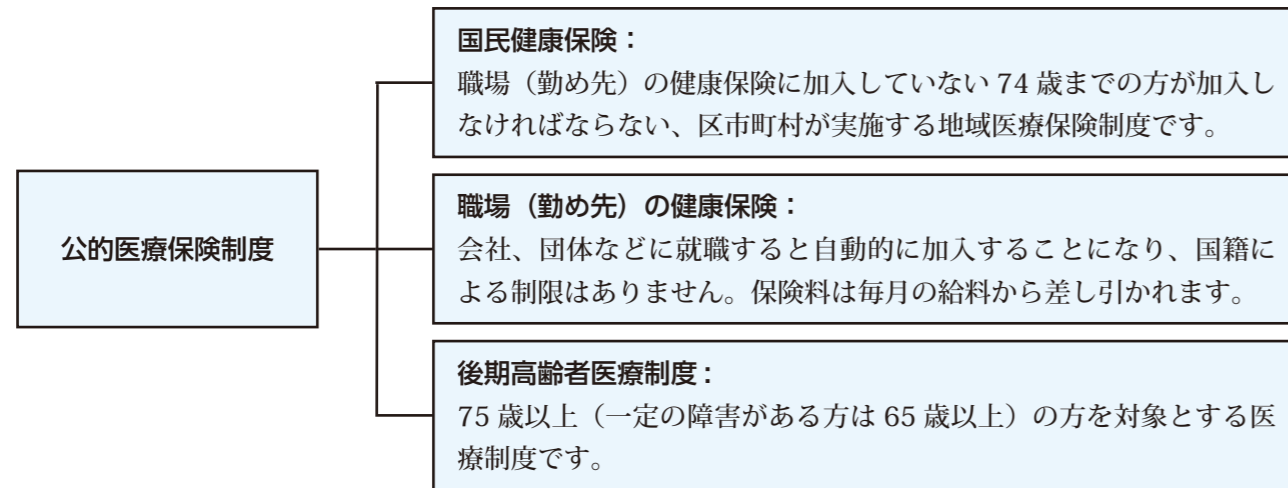 国民健康保険：
職場（勤め先）の健康保険に加入していない 74 歳までの方が加入し
なければならない、区市町村が実施する地域医療保険制度です。
公的医療保険制度
職場（勤め先）の健康保険：
会社、団体などに就職すると自動的に加入することになり、国籍に
よる制限はありません。保険料は毎月の給料から差し引かれます。
後期高齢者医療制度：
75 歳以上（一定の障害がある方は 65 歳以上）の方を対象とする医
療制度です。